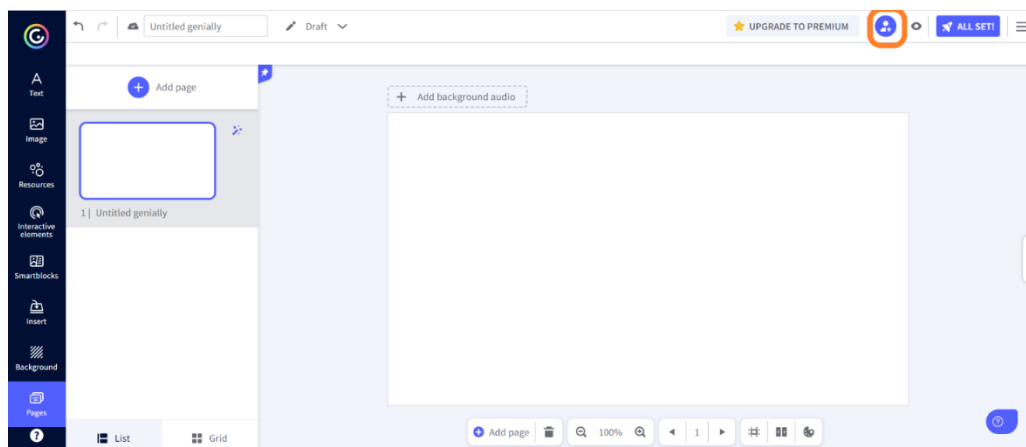 Untitled genially
Draft
UPGRADE TO PREMIUM
ALL SET!
Text
Image
Resources
Interactive
elements
Smartblocks
Insert
Background
Pages
Add page
1 | Untitled genially
List
Grid
+ Add background audio
Add page
100%
1